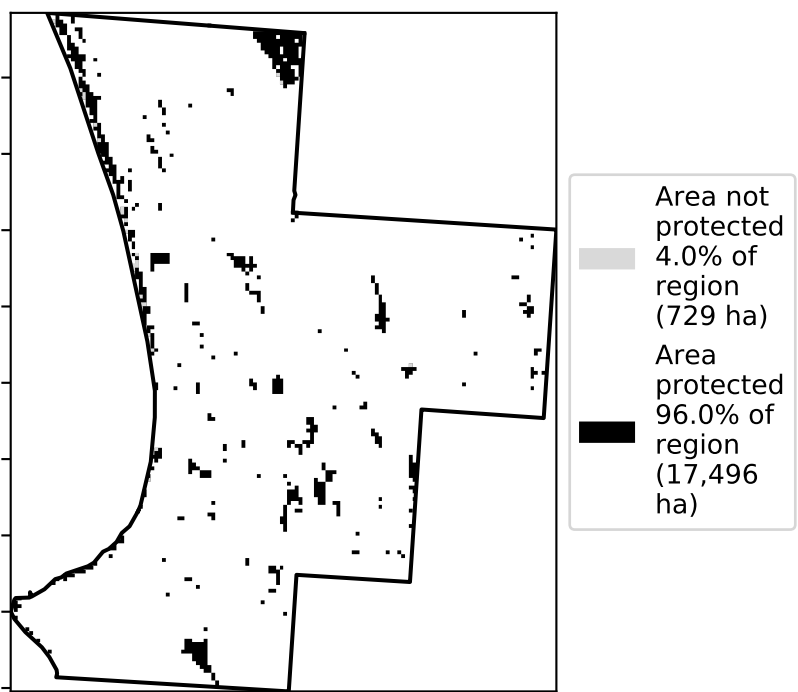 Area not
protected
4.0% of
region
(729 ha)
Area
protected
96.0% of
region
(17,496
ha)